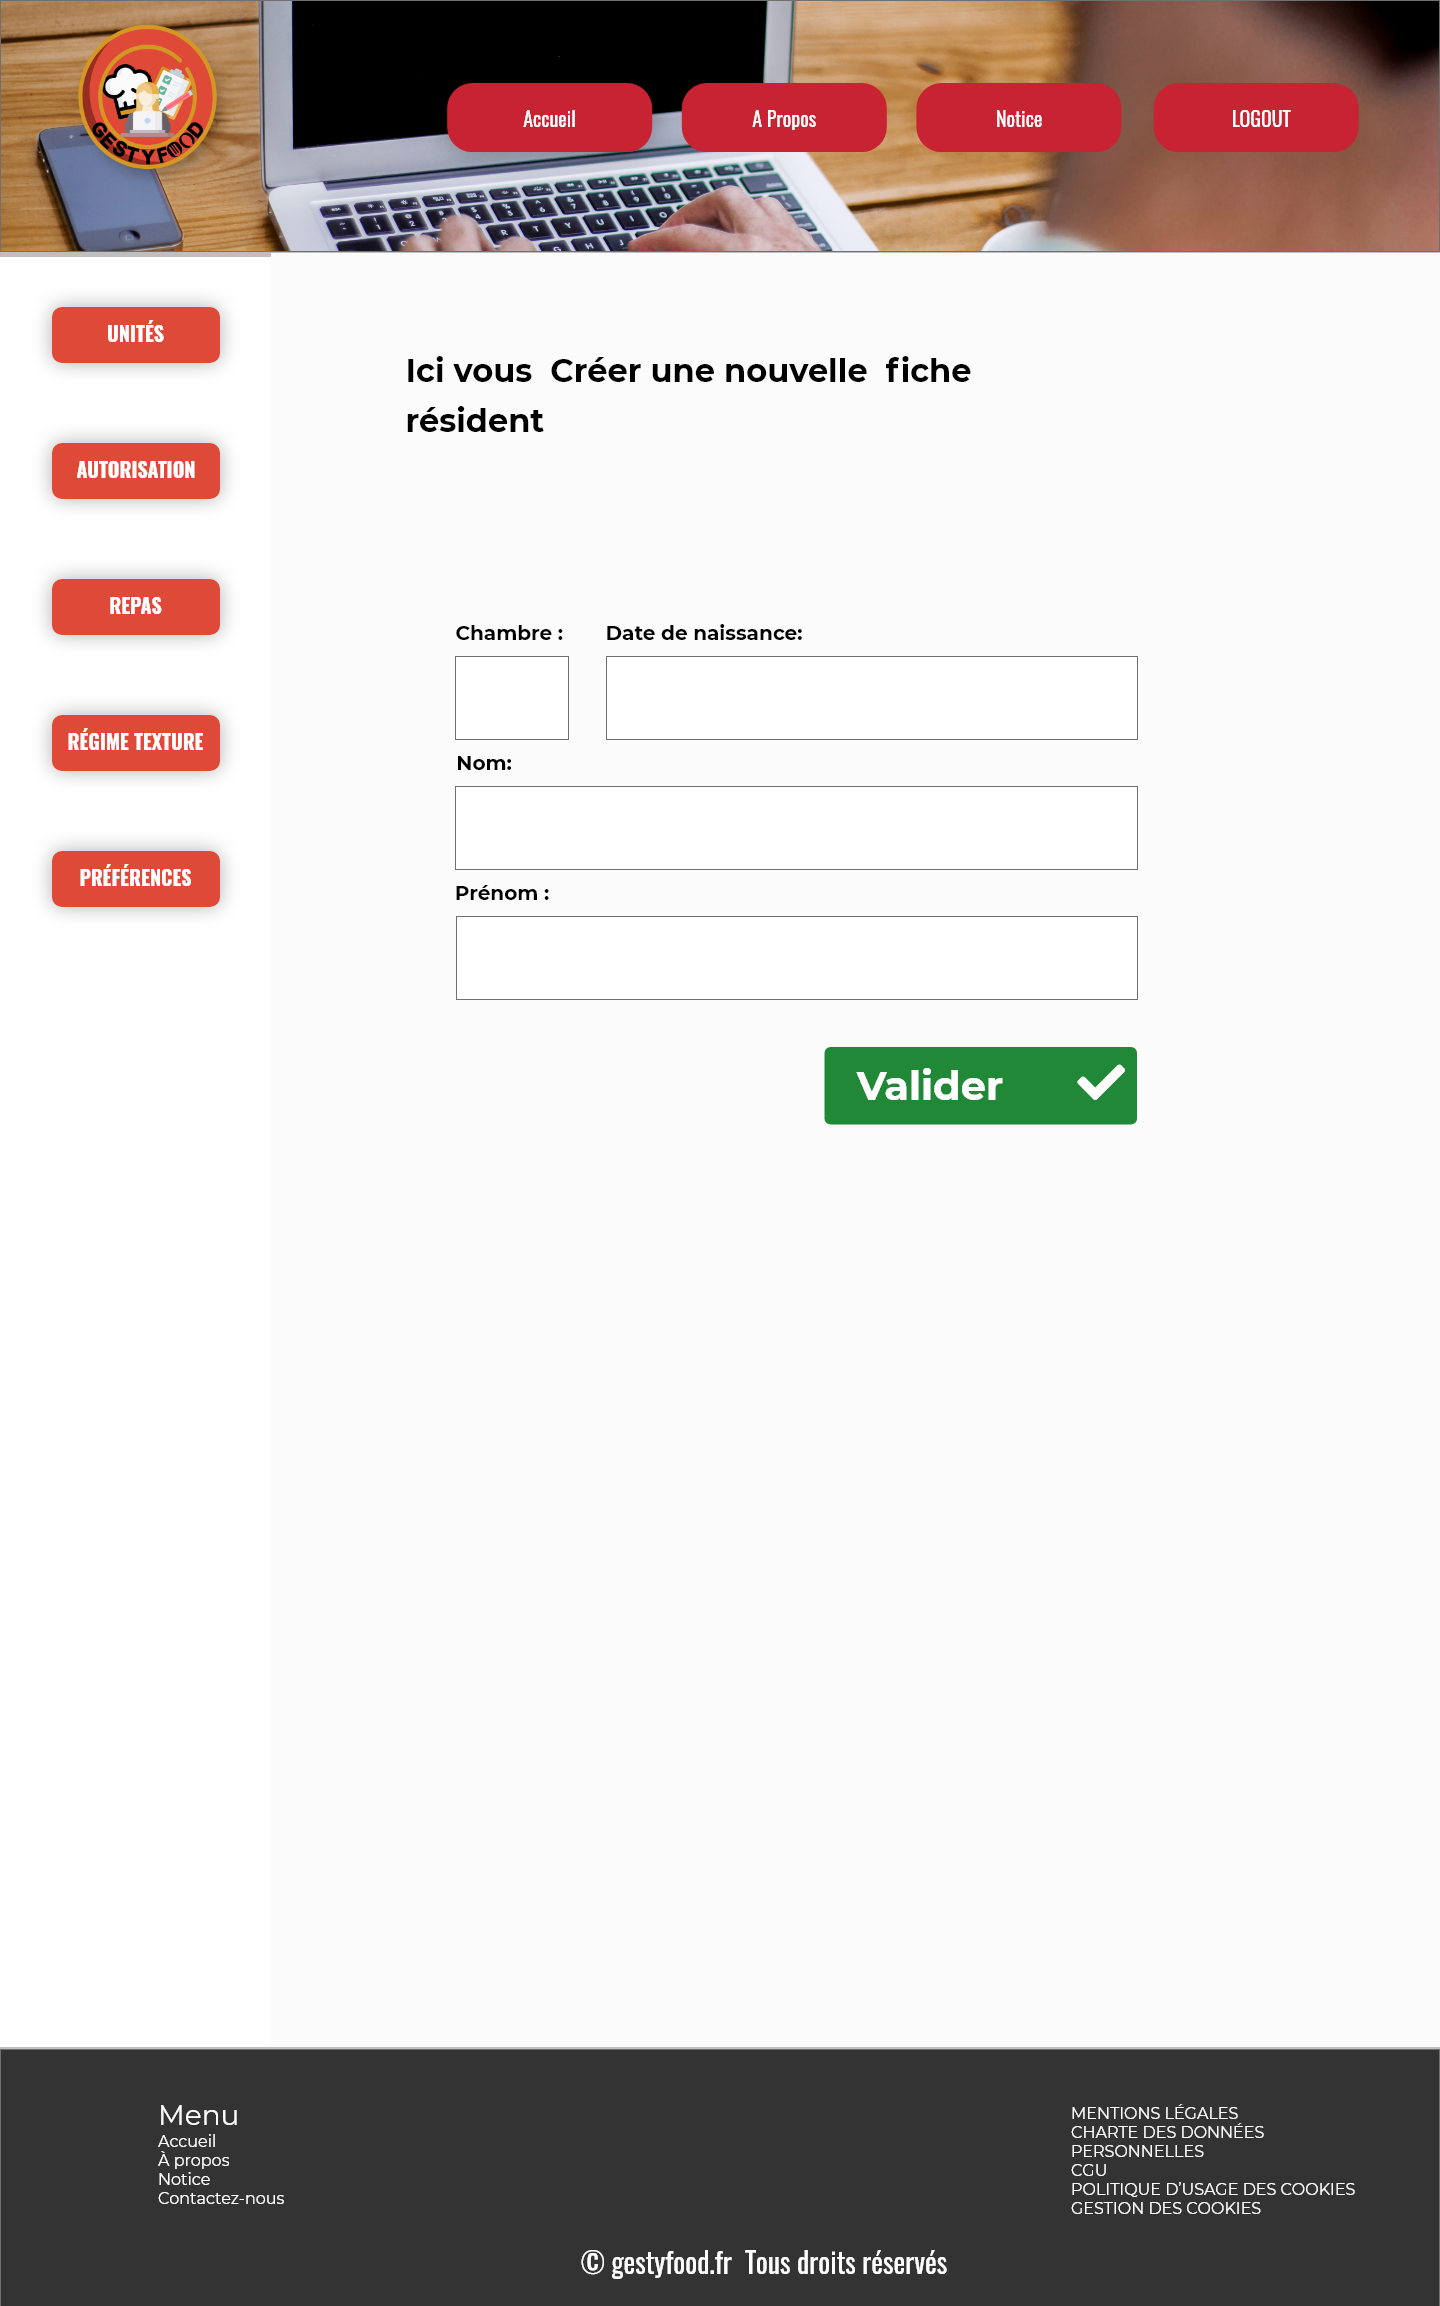 GESTYFOOD
Accueil
A Propos
Notice
LOGOUT
UNITÉS
AUTORISATION
REPAS
RÉGIME TEXTURE
PRÉFÉRENCES
Ici vous  Créer une nouvelle  fiche
résident
Chambre :
Date de naissance:
Nom:
Prénom :
Valider
Menu
Accueil
À propos
Notice
Contactez-nous
MENTIONS LÉGALES
CHARTE DES DONNÉES
PERSONNELLES
CGU
POLITIQUE D’USAGE DES COOKIES
GESTION DES COOKIES
© gestyfood.fr  Tous droits réservés